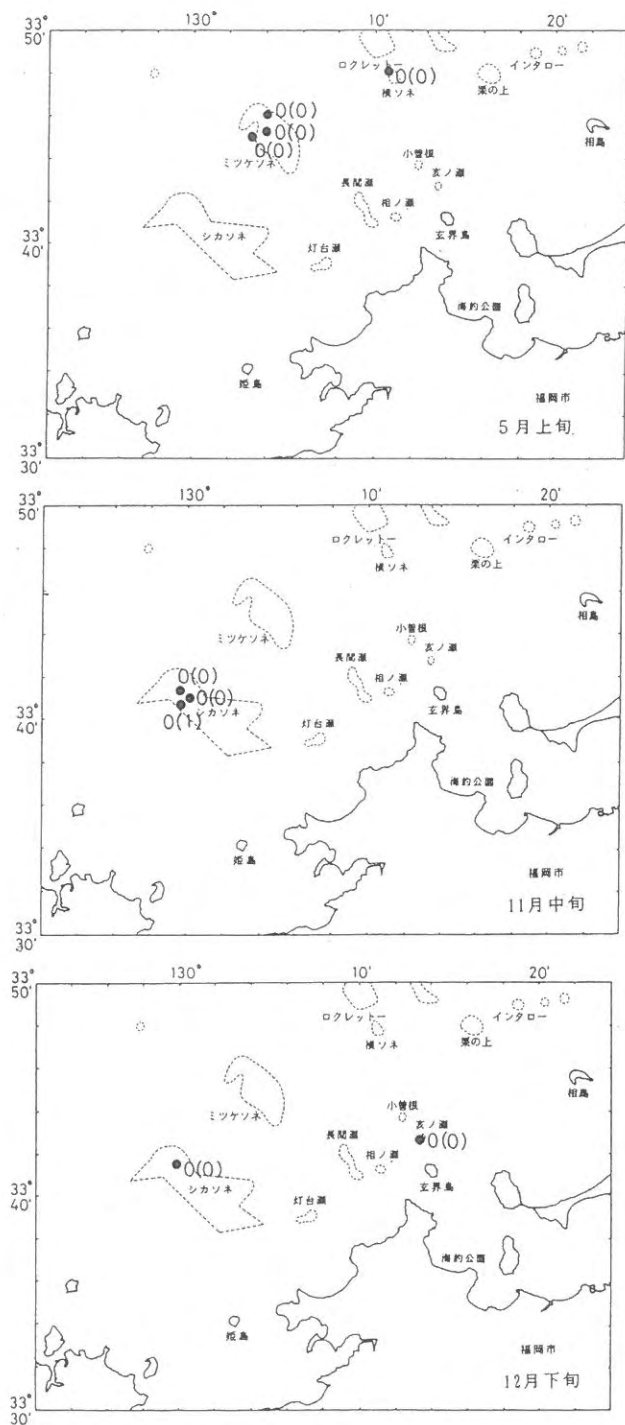 130° 10' 20'
33° 50'
ロクレットー
インタロー
0(0)
横ソネ
栗の上
0(0)
0(0)
0(0)
ミツケソネ
相島
小曽根
亥ノ瀬
長間瀬
相ノ瀬
玄界島
シカソネ
灯台瀬
33° 40'
海釣公園
姫島
福岡市
5月上旬
33° 30'
130° 10' 20'
33° 50'
ロクレットー
インタロー
横ソネ
栗の上
ミツケソネ
相島
小曽根
亥ノ瀬
長間瀬
相ノ瀬
玄界島
0(0)
0(0)
シカソネ
0(1)
灯台瀬
33° 40'
海釣公園
姫島
福岡市
11月中旬
33° 30'
130° 10' 20'
33° 50'
ロクレットー
インタロー
横ソネ
栗の上
ミツケソネ
相島
小曽根
亥ノ瀬
0(0)
長間瀬
相ノ瀬
玄界島
0(0)
シカソネ
灯台瀬
33° 40'
海釣公園
姫島
福岡市
12月下旬
33° 30'